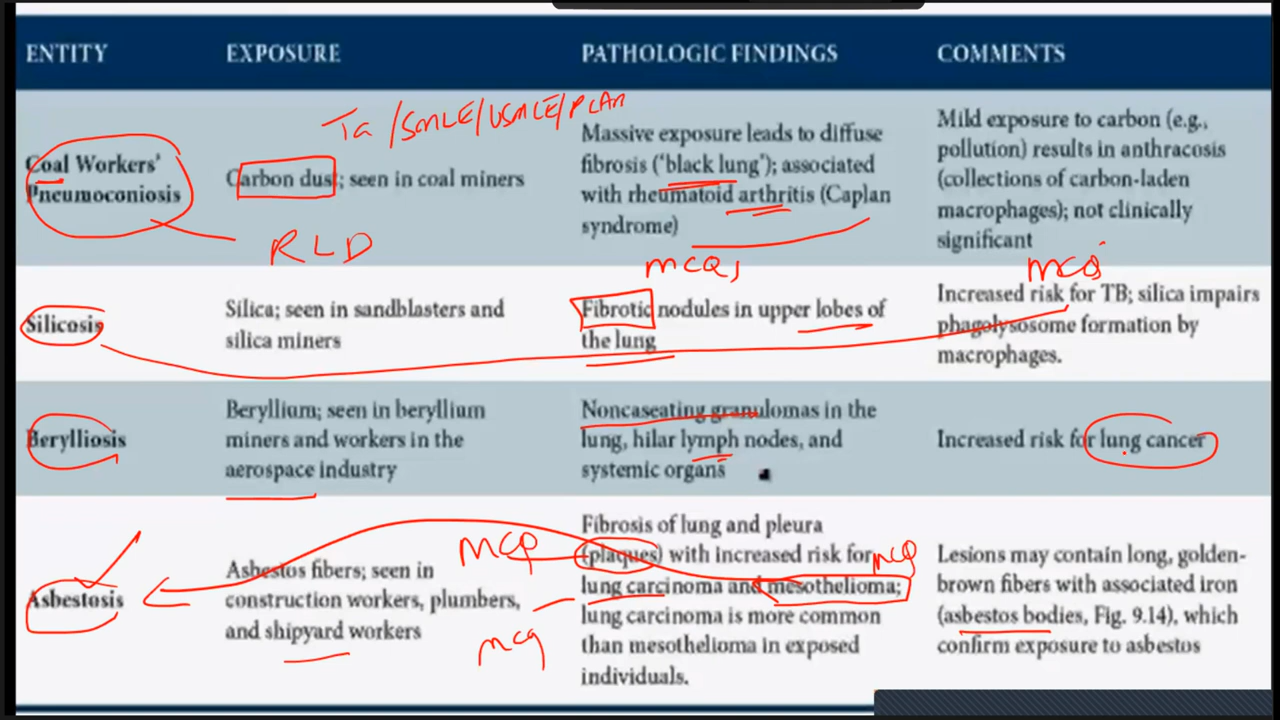 ENTITY EXPOSURE PATHOLOGIC FINDINGS COMMENTS
Coal Workers'
Pneumoconiosis
Carbon dust; seen in coal miners
Massive exposure leads to diffuse
fibrosis ('black lung'); associated
with rheumatoid arthritis (Caplan
syndrome)
Mild exposure to carbon (e.g.,
pollution) results in anthracosis
(collections of carbon-laden
macrophages); not clinically
significant
/SMLE/USMLE/
RLD
MCQs
MCQ
Silicosis
Silica; seen in sandblasters and
silica miners
Fibrotic nodules in upper lobes of
the lung
Increased risk for TB; silica impairs
phagolysosome formation by
macrophages.
Berylliosis
Beryllium; seen in beryllium
miners and workers in the
aerospace industry
Noncaseating granulomas in the
lung, hilar lymph nodes, and
systemic organs
Increased risk for lung cancer
Asbestosis
Asbestos fibers; seen in
construction workers, plumbers,
and shipyard workers
Fibrosis of lung and pleura
(plaques) with increased risk for
lung carcinoma and mesothelioma;
lung carcinoma is more common
than mesothelioma in exposed
individuals.
Lesions may contain long, golden-
brown fibers with associated iron
(asbestos bodies, Fig. 9.14), which
confirm exposure to asbestos
MCQ
MCQ
mcq